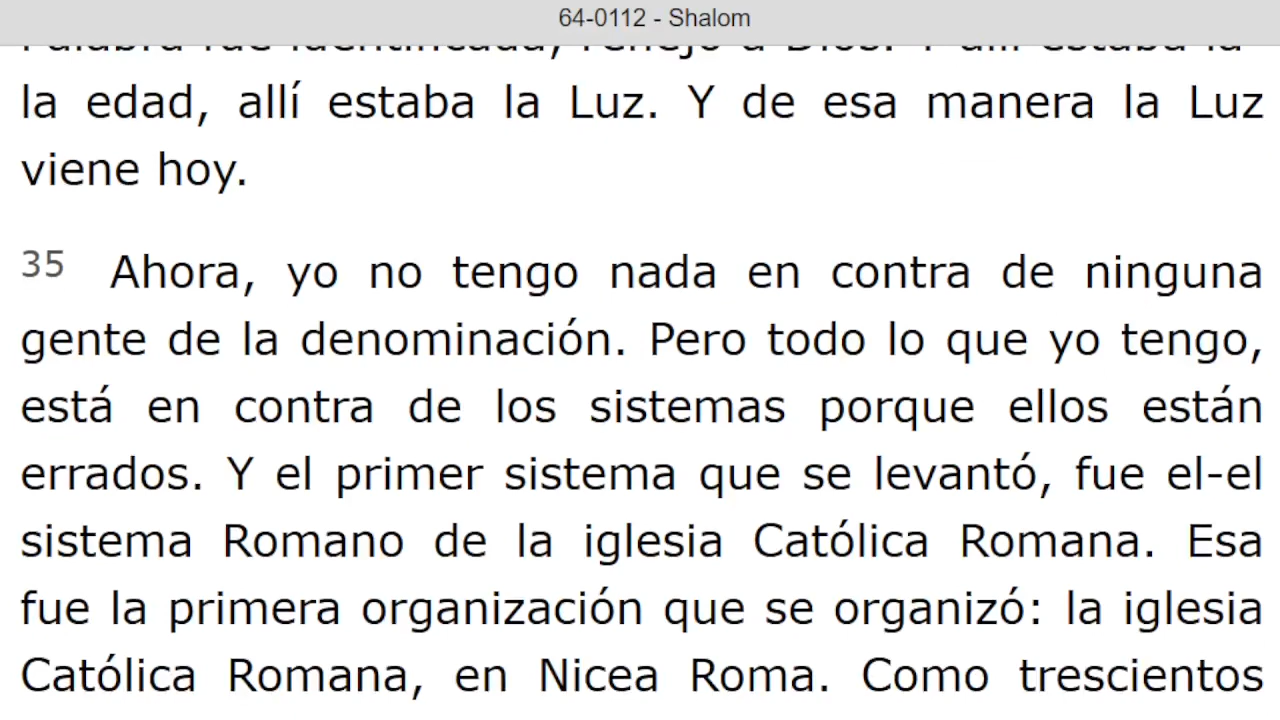 64-0112 - Shalom
la edad, allí estaba la Luz. Y de esa manera la Luz
viene hoy.
35 Ahora, yo no tengo nada en contra de ninguna
gente de la denominación. Pero todo lo que yo tengo,
está en contra de los sistemas porque ellos están
errados. Y el primer sistema que se levantó, fue el-el
sistema Romano de la iglesia Católica Romana. Esa
fue la primera organización que se organizó: la iglesia
Católica Romana, en Nicea Roma. Como trescientos